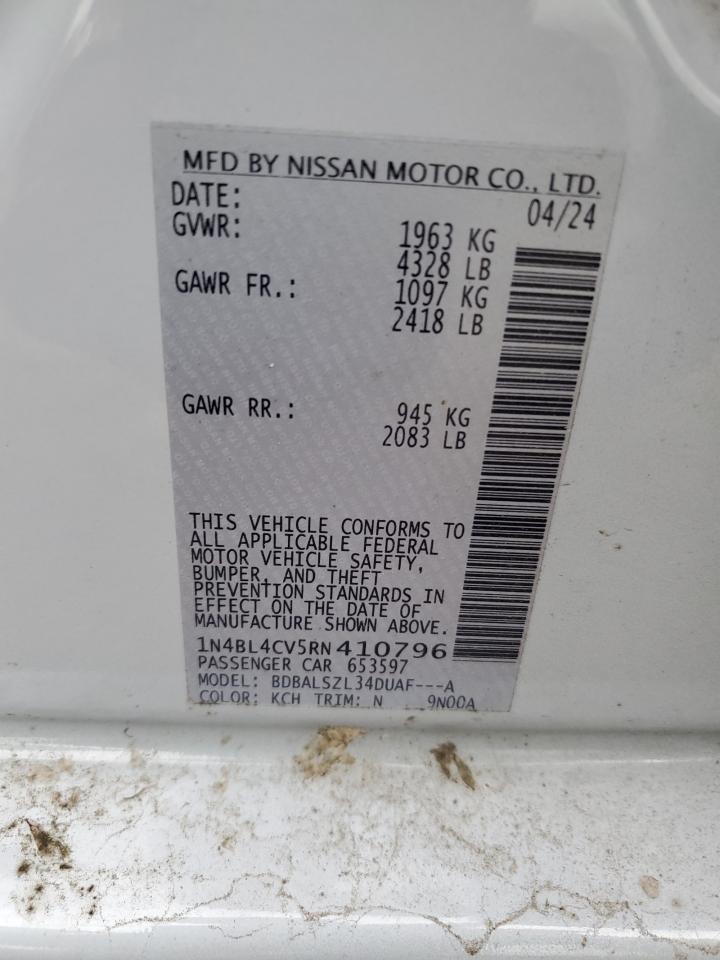 MFD BY NISSAN MOTOR CO., LTD.
DATE: 04/24
GVWR: 1963 KG
4328 LB
GAWR FR.: 1097 KG
2418 LB
GAWR RR.: 945 KG
2083 LB
THIS VEHICLE CONFORMS TO
ALL APPLICABLE FEDERAL
MOTOR VEHICLE SAFETY,
BUMPER, AND THEFT
PREVENTION STANDARDS IN
EFFECT ON THE DATE OF
MANUFACTURE SHOWN ABOVE.
1N4BL4CV5RN410796
PASSENGER CAR 653597
MODEL: BDBALSZL34DUAF---A
COLOR: KCH TRIM: N 9N00A